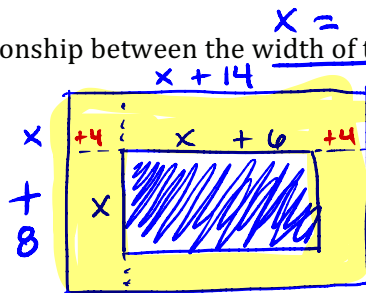 x =
onship between the width of t
x + 14
x +4 x + 6 +4
+ x
8